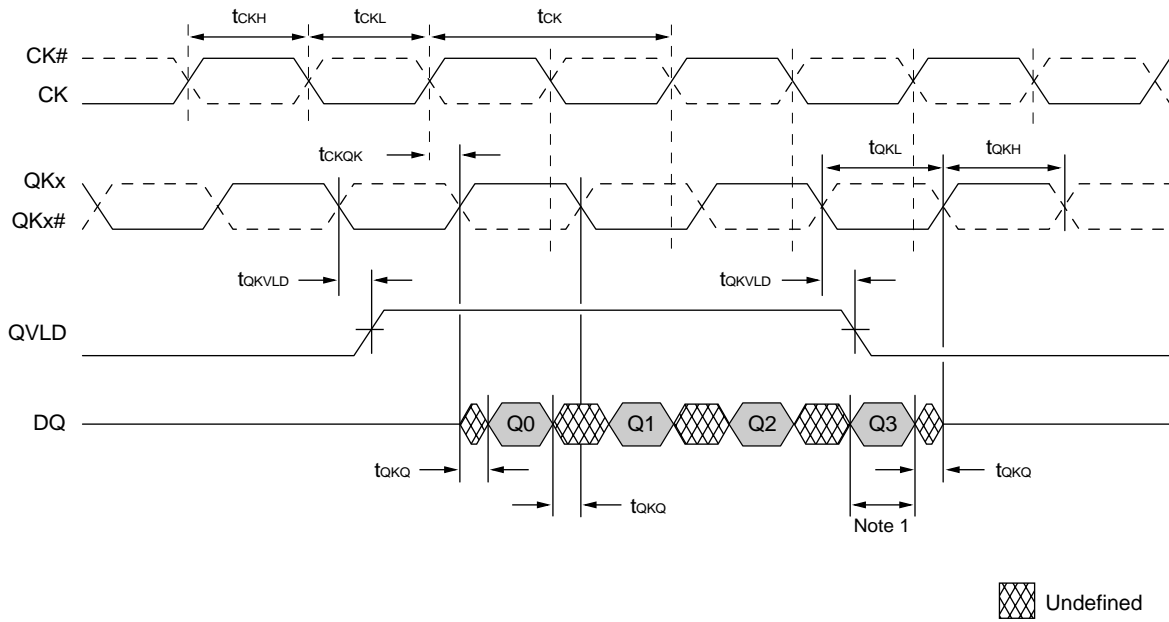 tCKH tCKL tCK
CK#
CK
tCKQK tQKL tQKH
QKx
QKx#
tQKVLD tQKVLD
QVLD
DQ Q0 Q1 Q2 Q3
tQKQ tQKQ
tQKQ
Note 1
Undefined